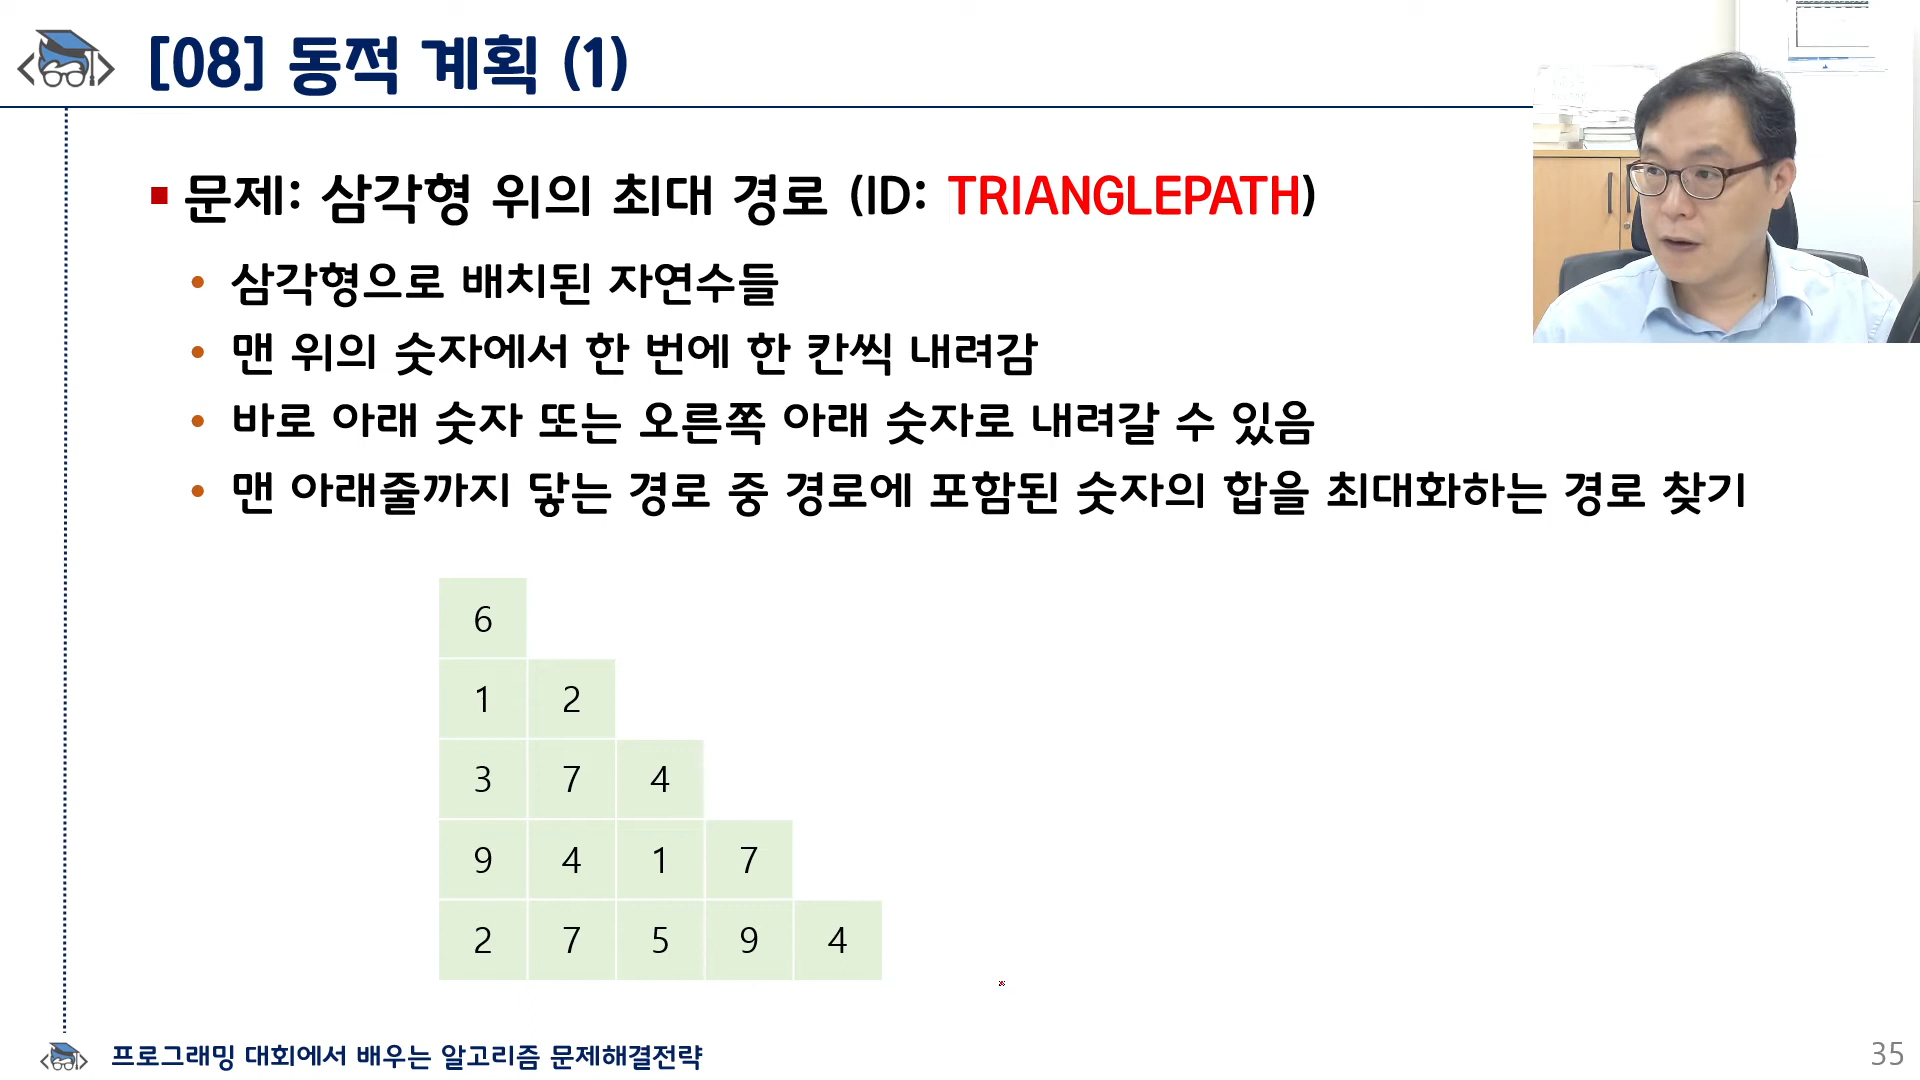 [08] 동적 계획 (1)
문제: 삼각형 위의 최대 경로 (ID: TRIANGLEPATH)
삼각형으로 배치된 자연수들
맨 위의 숫자에서 한 번에 한 칸씩 내려감
바로 아래 숫자 또는 오른쪽 아래 숫자로 내려갈 수 있음
맨 아래줄까지 닿는 경로 중 경로에 포함된 숫자의 합을 최대화하는 경로 찾기
6
1 2
3 7 4
9 4 1 7
2 7 5 9 4
프로그래밍 대회에서 배우는 알고리즘 문제해결전략
35